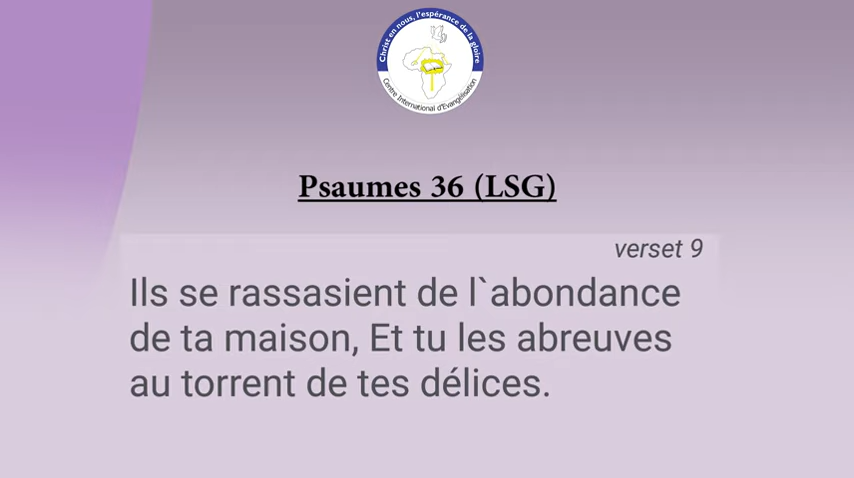 Christ en nous, l'espérance de la gloire
Centre International d'Evangélisation
Psaumes 36 (LSG)
verset 9
Ils se rassasient de l`abondance
de ta maison, Et tu les abreuves
au torrent de tes délices.